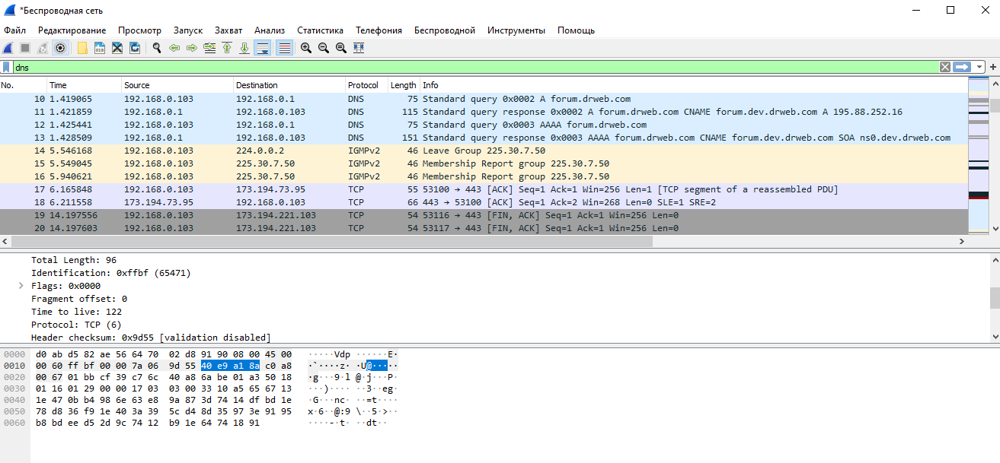 *Беспроводная сеть
Файл Редактирование Просмотр Запуск Захват Анализ Статистика Телефония Беспроводной Инструменты Помощь
dns
No. Time Source Destination Protocol Length Info
10 1.419065 192.168.0.103 192.168.0.1 DNS 75 Standard query 0x0002 A forum.drweb.com
11 1.421859 192.168.0.1 192.168.0.103 DNS 115 Standard query response 0x0002 A forum.drweb.com CNAME forum.dev.drweb.com A 195.88.252.16
12 1.425441 192.168.0.103 192.168.0.1 DNS 75 Standard query 0x0003 AAAA forum.drweb.com
13 1.428509 192.168.0.1 192.168.0.103 DNS 151 Standard query response 0x0003 AAAA forum.drweb.com CNAME forum.dev.drweb.com SOA ns0.dev.drweb.com
14 5.546168 192.168.0.103 224.0.0.2 IGMPv2 46 Leave Group 225.30.7.50
15 5.549045 192.168.0.103 225.30.7.50 IGMPv2 46 Membership Report group 225.30.7.50
16 5.940621 192.168.0.103 225.30.7.50 IGMPv2 46 Membership Report group 225.30.7.50
17 6.165848 192.168.0.103 173.194.73.95 TCP 55 53100 → 443 [ACK] Seq=1 Ack=1 Win=256 Len=1 [TCP segment of a reassembled PDU]
18 6.211558 173.194.73.95 192.168.0.103 TCP 66 443 → 53100 [ACK] Seq=1 Ack=2 Win=268 Len=0 SLE=1 SRE=2
19 14.197556 192.168.0.103 173.194.221.103 TCP 54 53116 → 443 [FIN, ACK] Seq=1 Ack=1 Win=256 Len=0
20 14.197603 192.168.0.103 173.194.221.103 TCP 54 53117 → 443 [FIN, ACK] Seq=1 Ack=1 Win=256 Len=0
Total Length: 96
Identification: 0xffbf (65471)
Flags: 0x0000
Fragment offset: 0
Time to live: 122
Protocol: TCP (6)
Header checksum: 0x9d55 [validation disabled]
0000 d0 ab d5 82 ae 56 64 70 02 d8 91 90 08 00 45 00 ·····Vdp ······E·
0010 00 60 ff bf 00 00 7a 06 9d 55 40 e9 a1 8a c0 a8 ·`····z· ·U@·····
0020 00 67 01 bb cf 39 c7 6c 40 a8 6a be 01 a3 50 18 ·g···9·l @·j···P·
0030 01 16 01 29 00 00 17 03 03 00 33 10 a5 65 67 13 ···)···· ··3··eg·
0040 1e 47 0b b4 98 6e 63 e8 9a 87 3d 74 14 df bd 1e ·G···nc· ··=t····
0050 78 d8 36 f9 1e 40 3a 39 5c d4 8d 35 97 3e 91 95 x·6··@:9 \··5·>··
0060 b8 bd ee d5 2d 9c 74 12 b9 1e 64 74 18 91 ····-·t· ··dt··